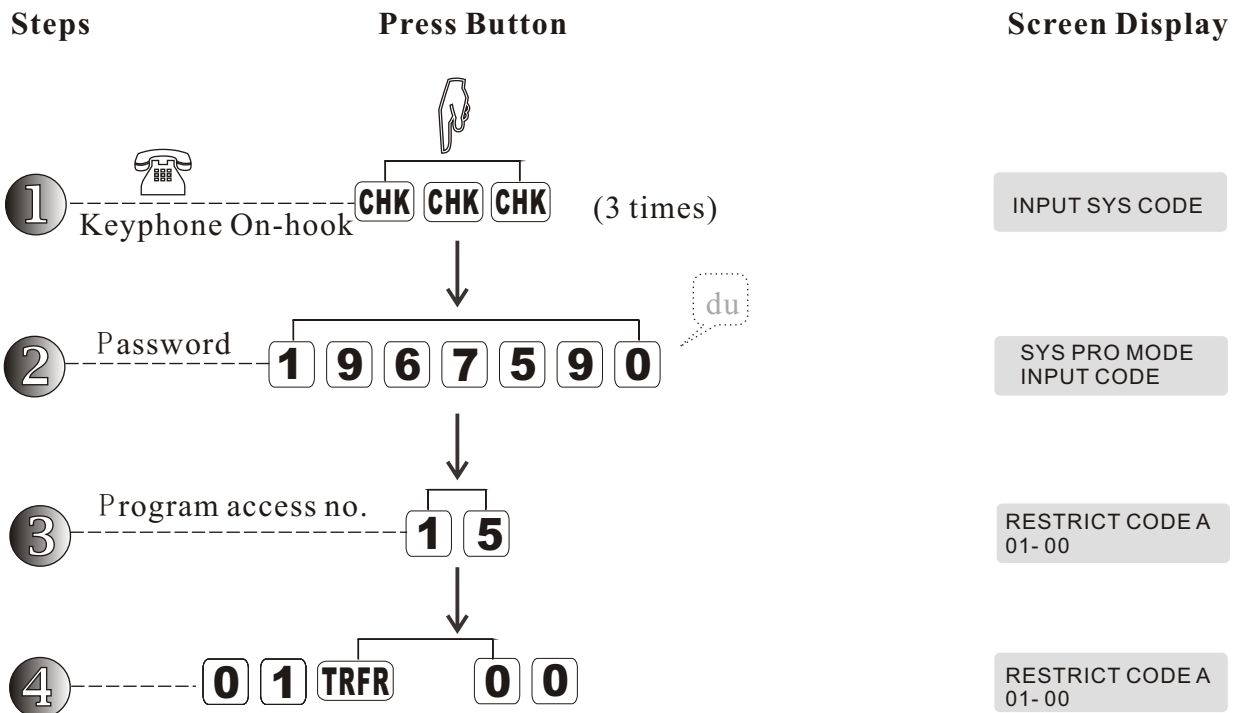 Steps Press Button Screen Display
CHK CHK CHK (3 times) INPUT SYS CODE
1 Keyphone On-hook
du
2 Password 1 9 6 7 5 9 0 SYS PRO MODE
INPUT CODE
3 Program access no. 1 5 RESTRICT CODE A
01- 00
4 0 1 TRFR 0 0 RESTRICT CODE A
01- 00